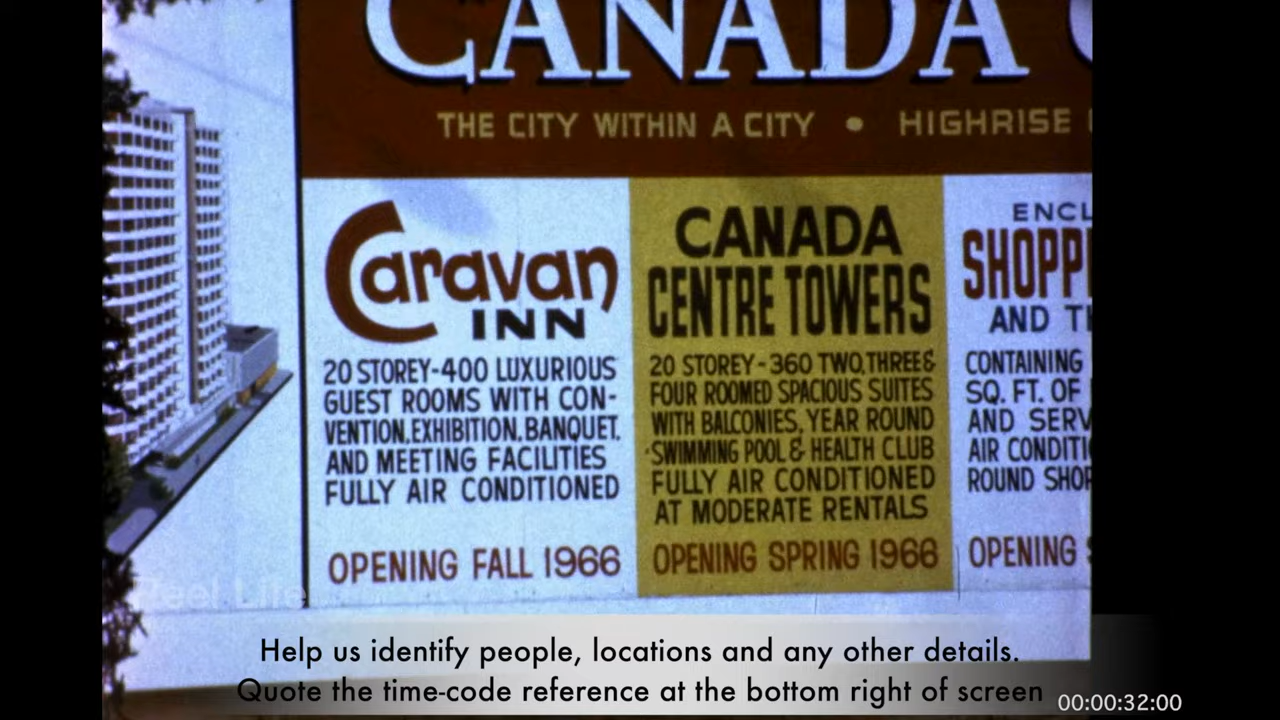 CANADA
THE CITY WITHIN A CITY • HIGHRISE
Caravan
INN
20 STOREY-400 LUXURIOUS
GUEST ROOMS WITH CON-
VENTION, EXHIBITION, BANQUET,
AND MEETING FACILITIES
FULLY AIR CONDITIONED
OPENING FALL 1966
CANADA
CENTRE TOWERS
20 STOREY-360 TWO, THREE &
FOUR ROOMED SPACIOUS SUITES
WITH BALCONIES, YEAR ROUND
SWIMMING POOL & HEALTH CLUB
FULLY AIR CONDITIONED
AT MODERATE RENTALS
OPENING SPRING 1966
ENCL
SHOPP
AND TH
CONTAINING
SQ. FT. OF
AND SERV
AIR CONDITI
ROUND SHOP
OPENING S
Reel Life
Help us identify people, locations and any other details.
Quote the time-code reference at the bottom right of screen
00:00:32:00